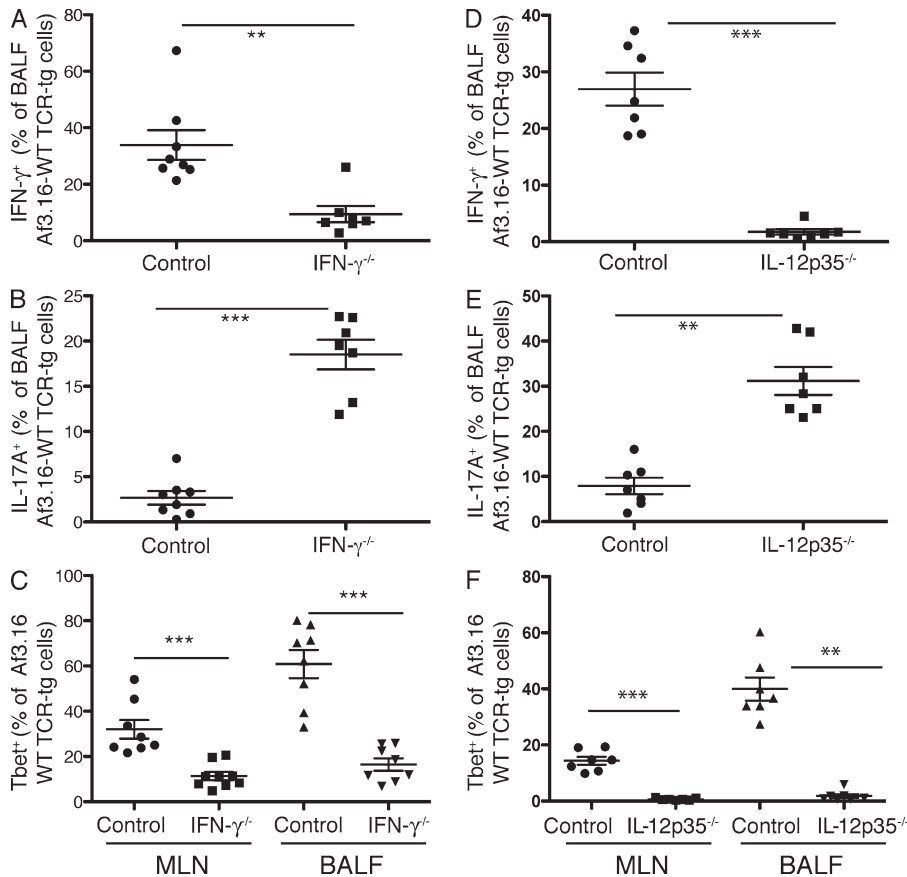 A
IFN-γ⁺ (% of BALF
Af3.16-WT TCR-tg cells)
80
60
40
20
0
**
Control
IFN-γ⁻/⁻
D
IFN-γ⁺ (% of BALF
Af3.16-WT TCR-tg cells)
40
30
20
10
0
***
Control
IL-12p35⁻/⁻
B
IL-17A⁺ (% of BALF
Af3.16-WT TCR-tg cells)
25
20
15
10
5
0
***
Control
IFN-γ⁻/⁻
E
IL-17A⁺ (% of BALF
Af3.16-WT TCR-tg cells)
50
40
30
20
10
0
**
Control
IL-12p35⁻/⁻
C
Tbet⁺ (% of Af3.16
WT TCR-tg cells)
100
80
60
40
20
0
***
***
Control IFN-γ⁻/⁻ Control IFN-γ⁻/⁻
MLN BALF
F
Tbet⁺ (% of Af3.16
WT TCR-tg cells)
80
60
40
20
0
***
**
Control IL-12p35⁻/⁻ Control IL-12p35⁻/⁻
MLN BALF